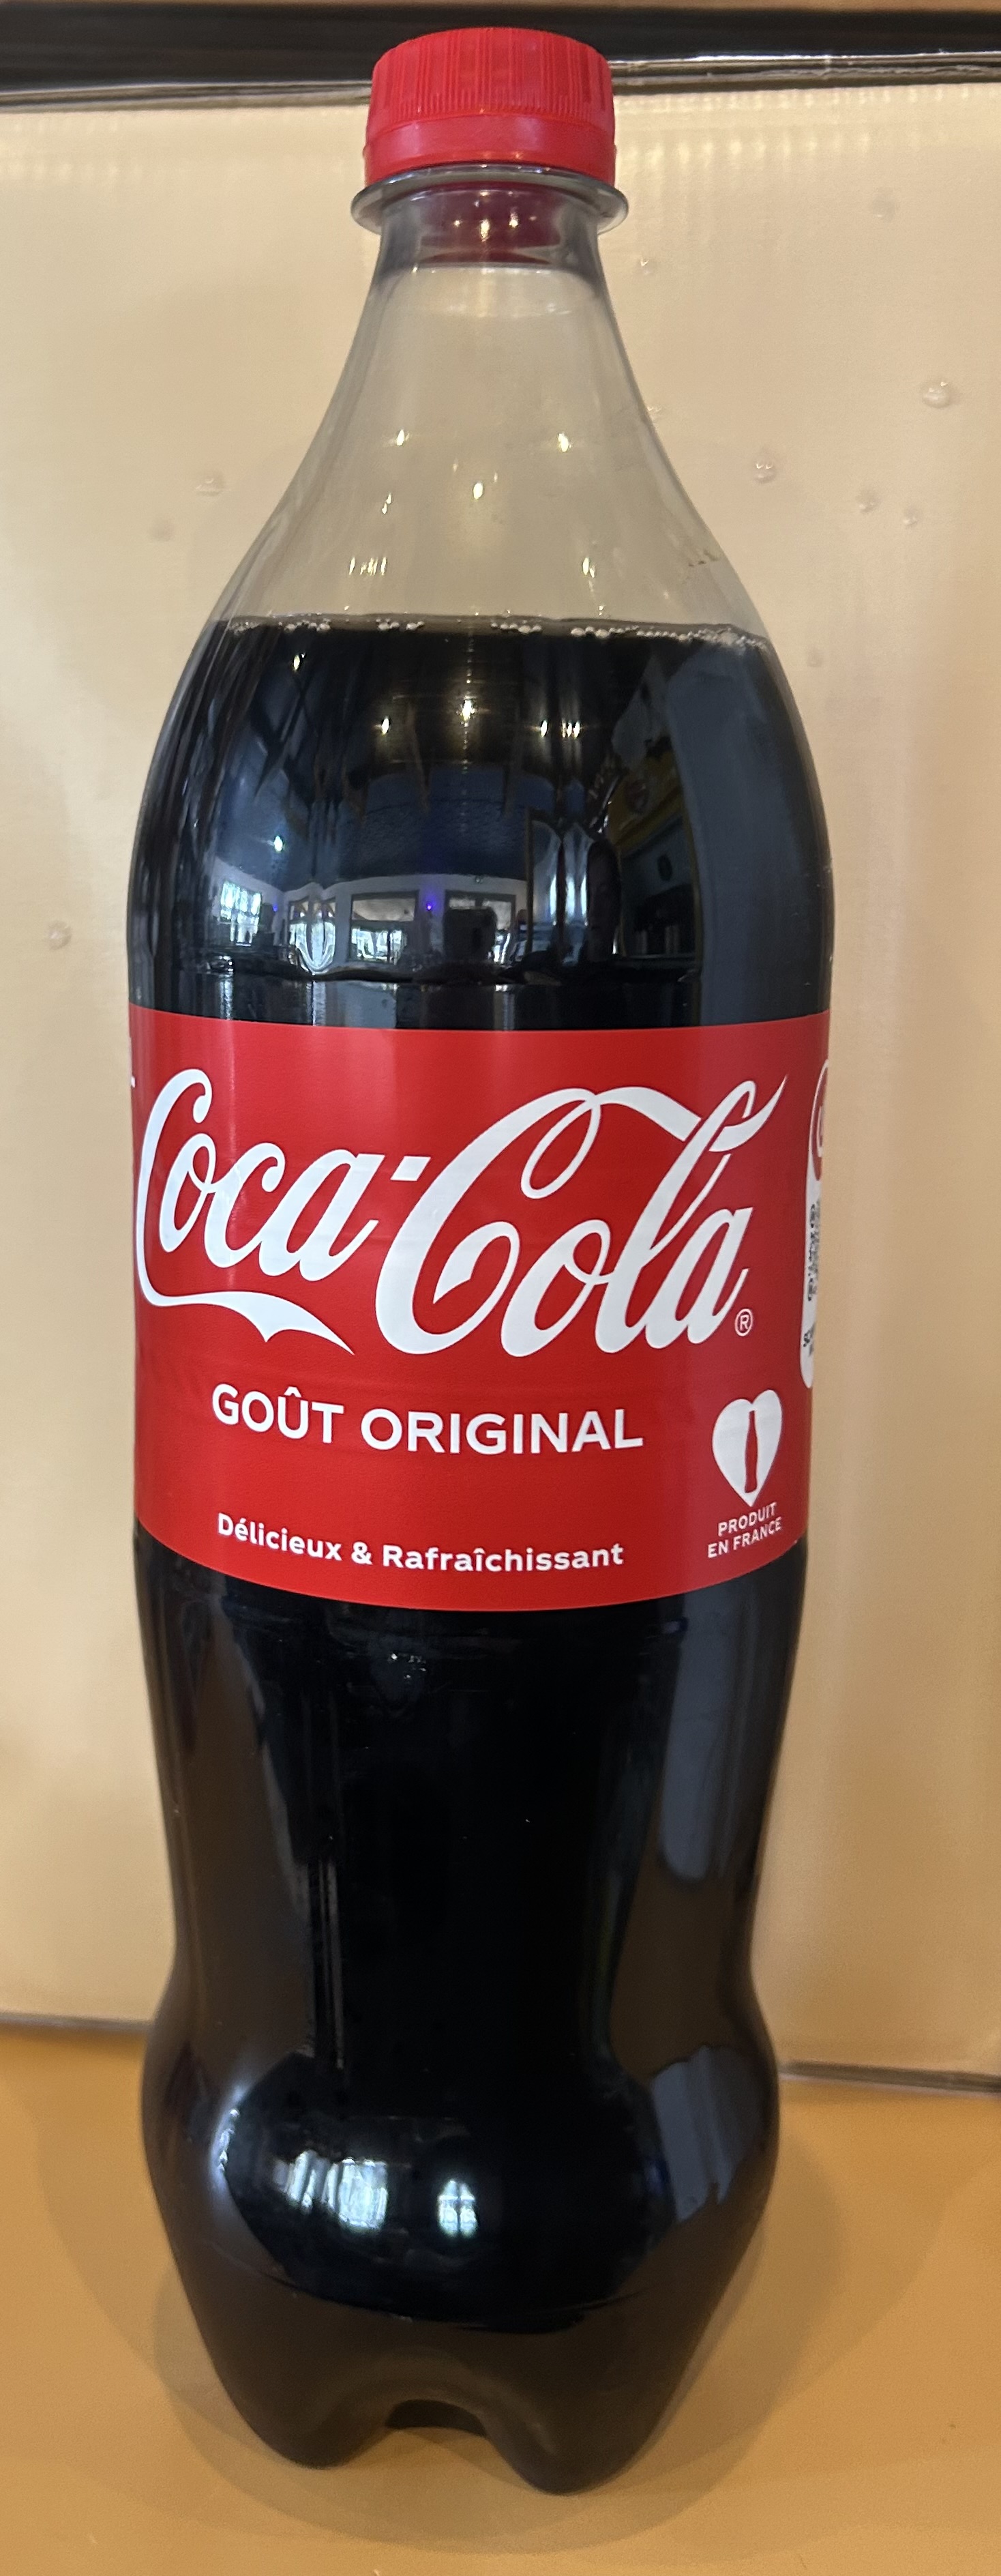 Coca-Cola®
GOÛT ORIGINAL
Délicieux & Rafraîchissant
PRODUIT
EN FRANCE